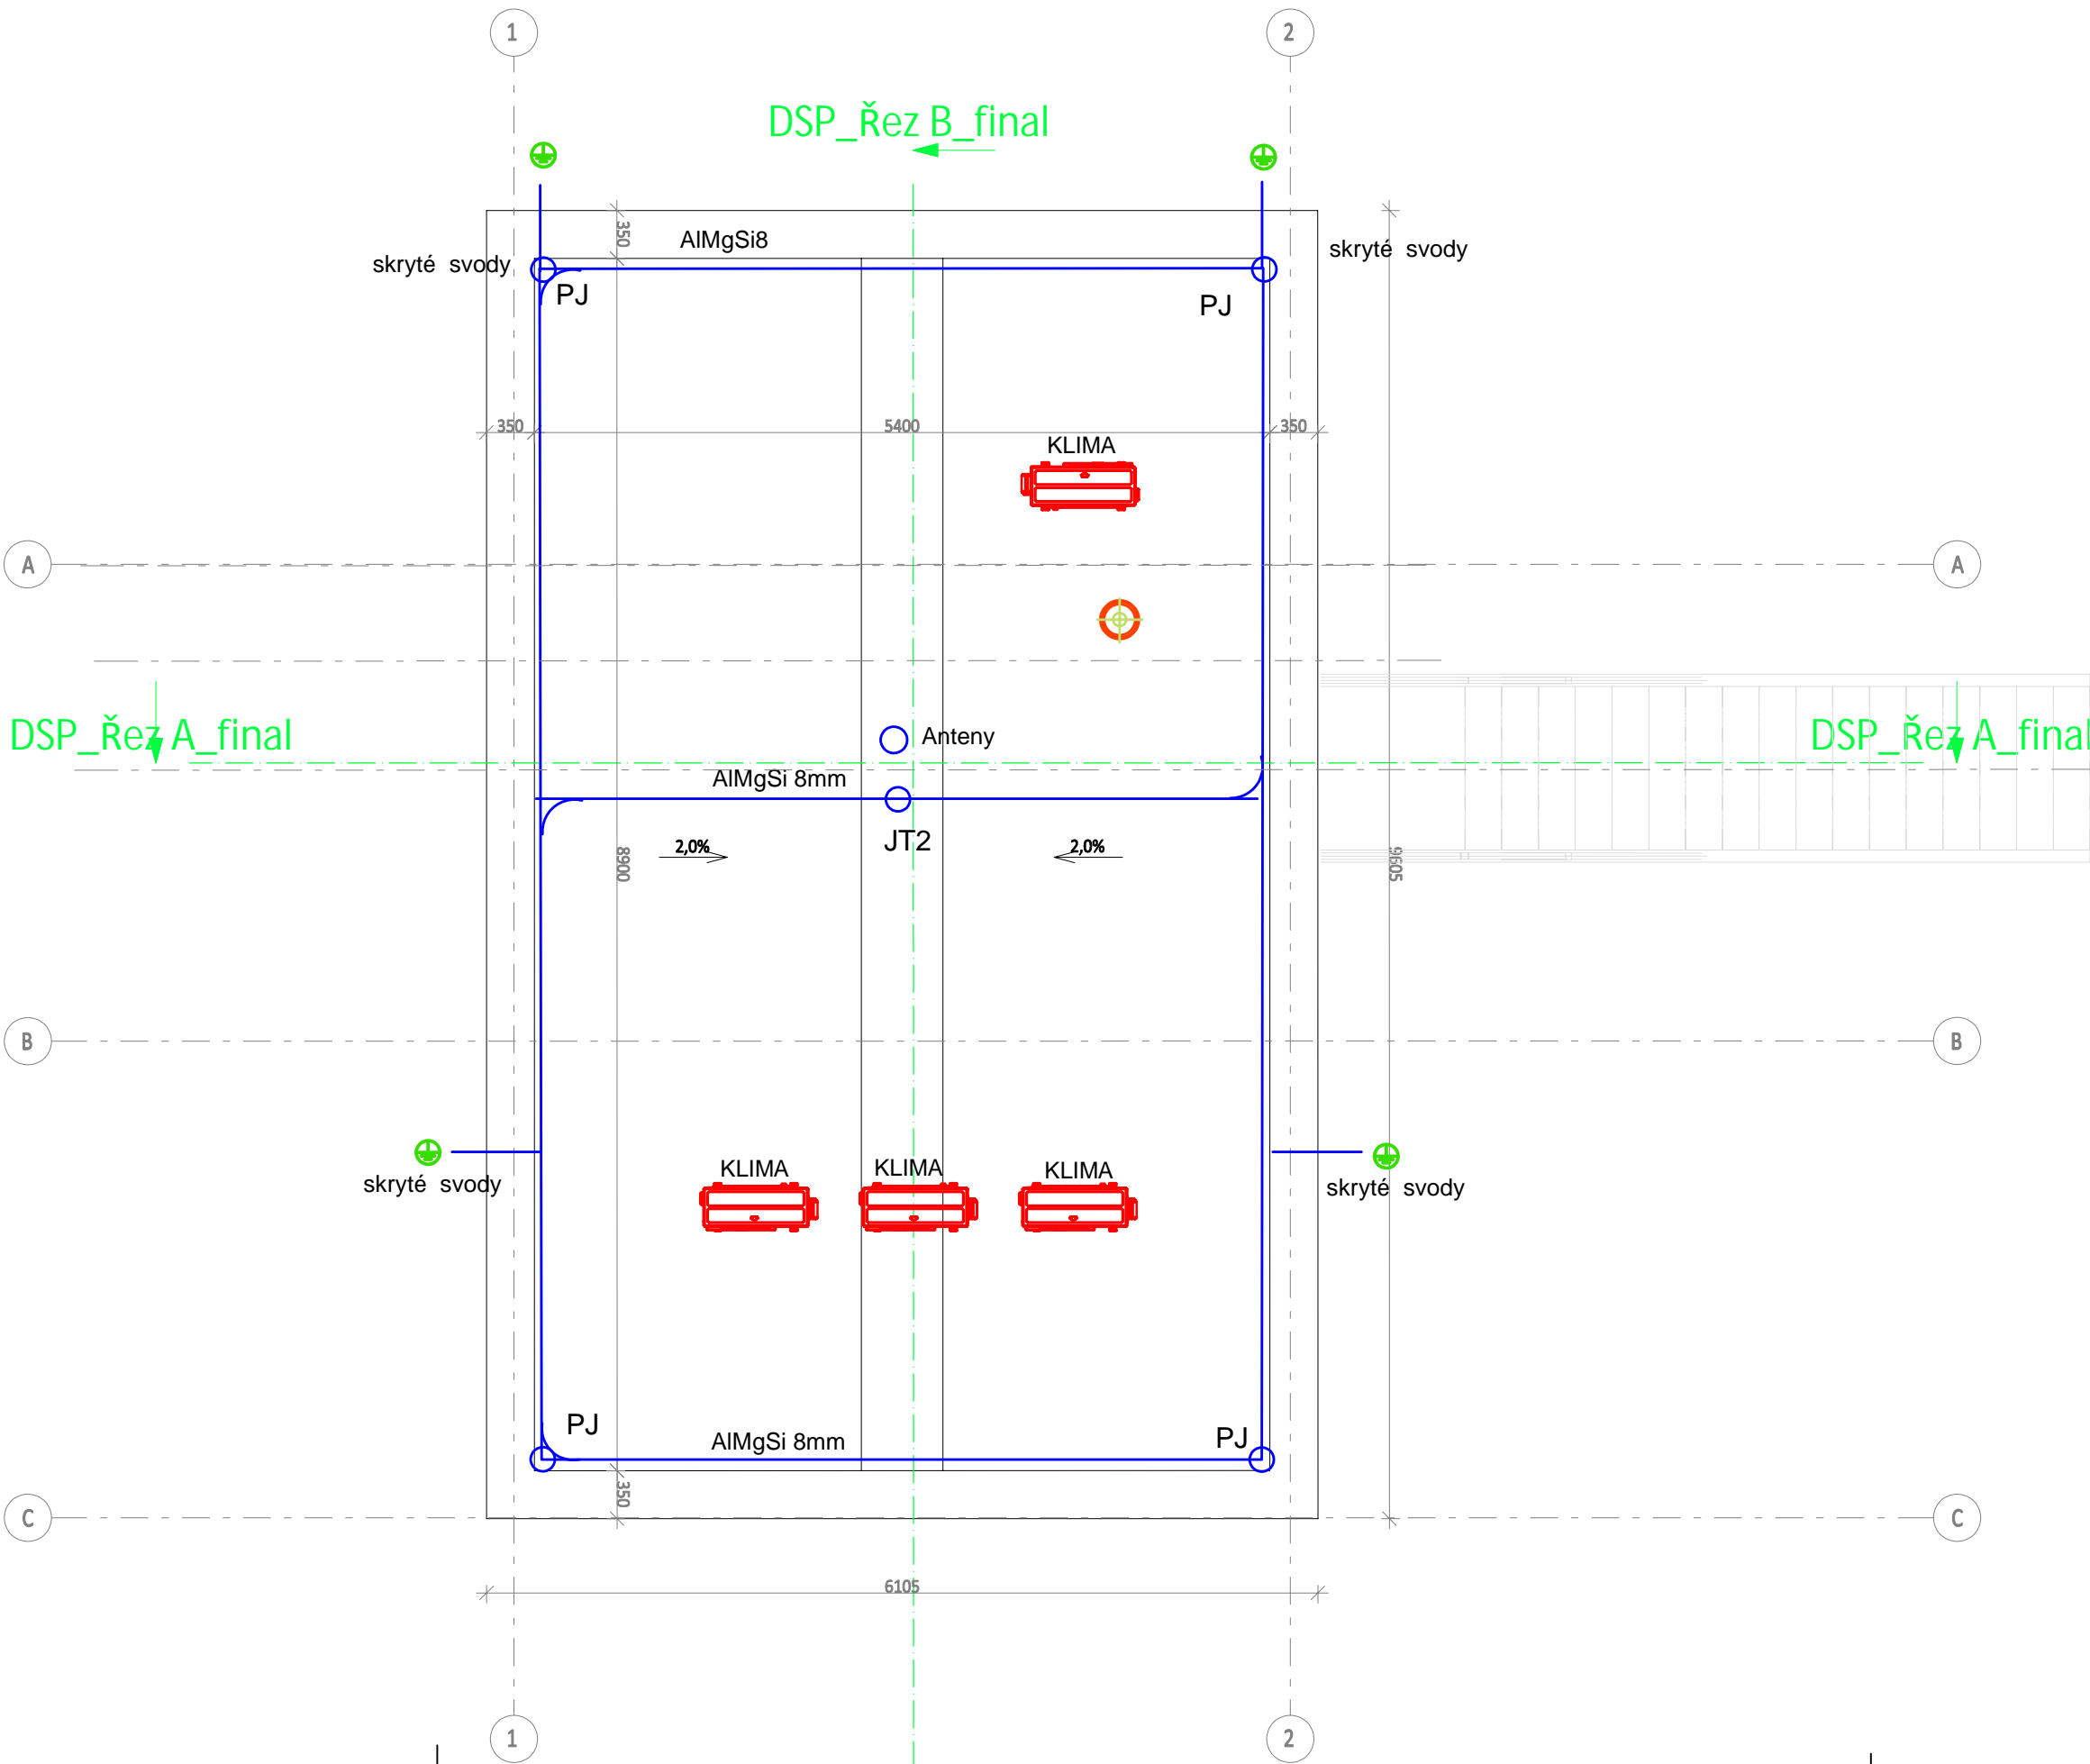 1
2
DSP_Řez B_final
350
AlMgSi8
skryté svody
skryté svody
PJ
PJ
350
5400
350
KLIMA
A
A
DSP_Řez A_final
Anteny
DSP_Řez A_final
AlMgSi 8mm
JT2
2,0%
2,0%
8900
9605
B
B
KLIMA
KLIMA
KLIMA
skryté svody
skryté svody
PJ
AlMgSi 8mm
PJ
350
C
C
6105
1
2